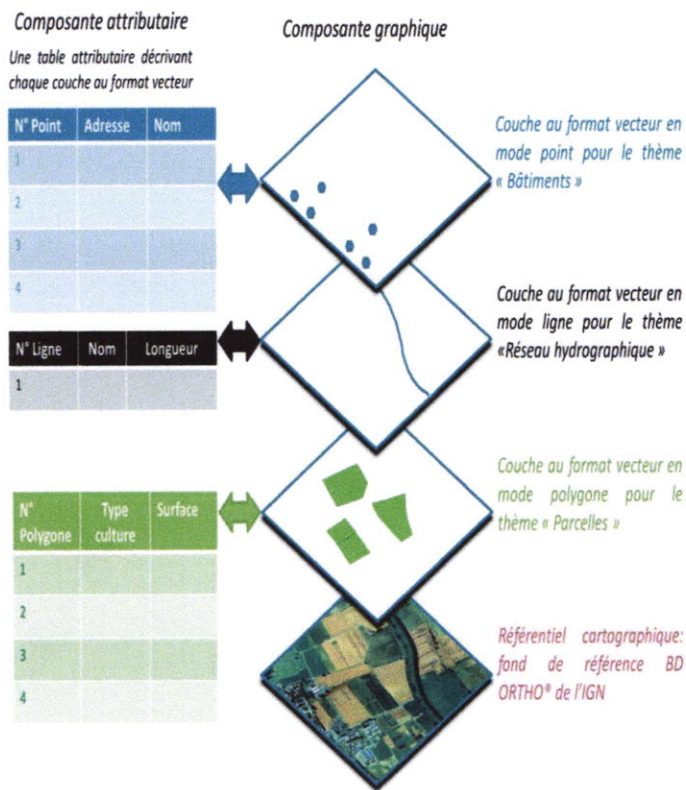 Composante attributaire
Composante graphique
Une table attributaire décrivant
chaque couche au format vecteur
N° Point Adresse Nom
1
2
3
4
Couche au format vecteur en
mode point pour le thème
« Bâtiments »
N° Ligne Nom Longueur
1
Couche au format vecteur en
mode ligne pour le thème
«Réseau hydrographique »
N° Polygone Type culture Surface
1
2
3
4
Couche au format vecteur en
mode polygone pour le
thème « Parcelles »
Référentiel cartographique:
fond de référence BD
ORTHO® de l'IGN